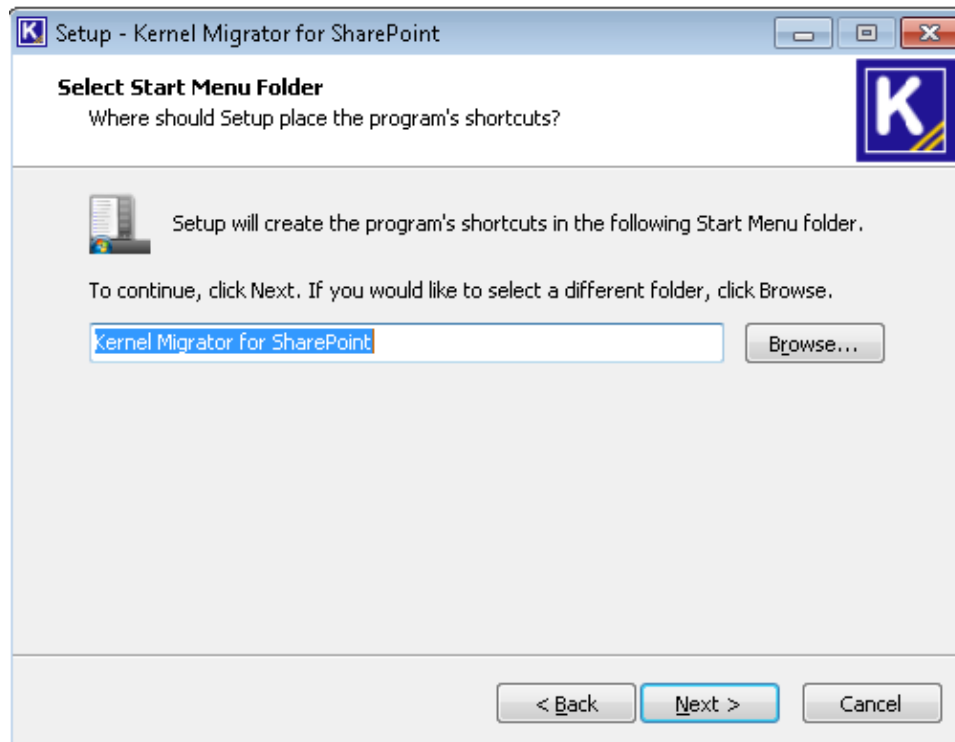 Setup - Kernel Migrator for SharePoint
Select Start Menu Folder
Where should Setup place the program's shortcuts?
K
Setup will create the program's shortcuts in the following Start Menu folder.
To continue, click Next. If you would like to select a different folder, click Browse.
Kernel Migrator for SharePoint
Browse...
< Back
Next >
Cancel